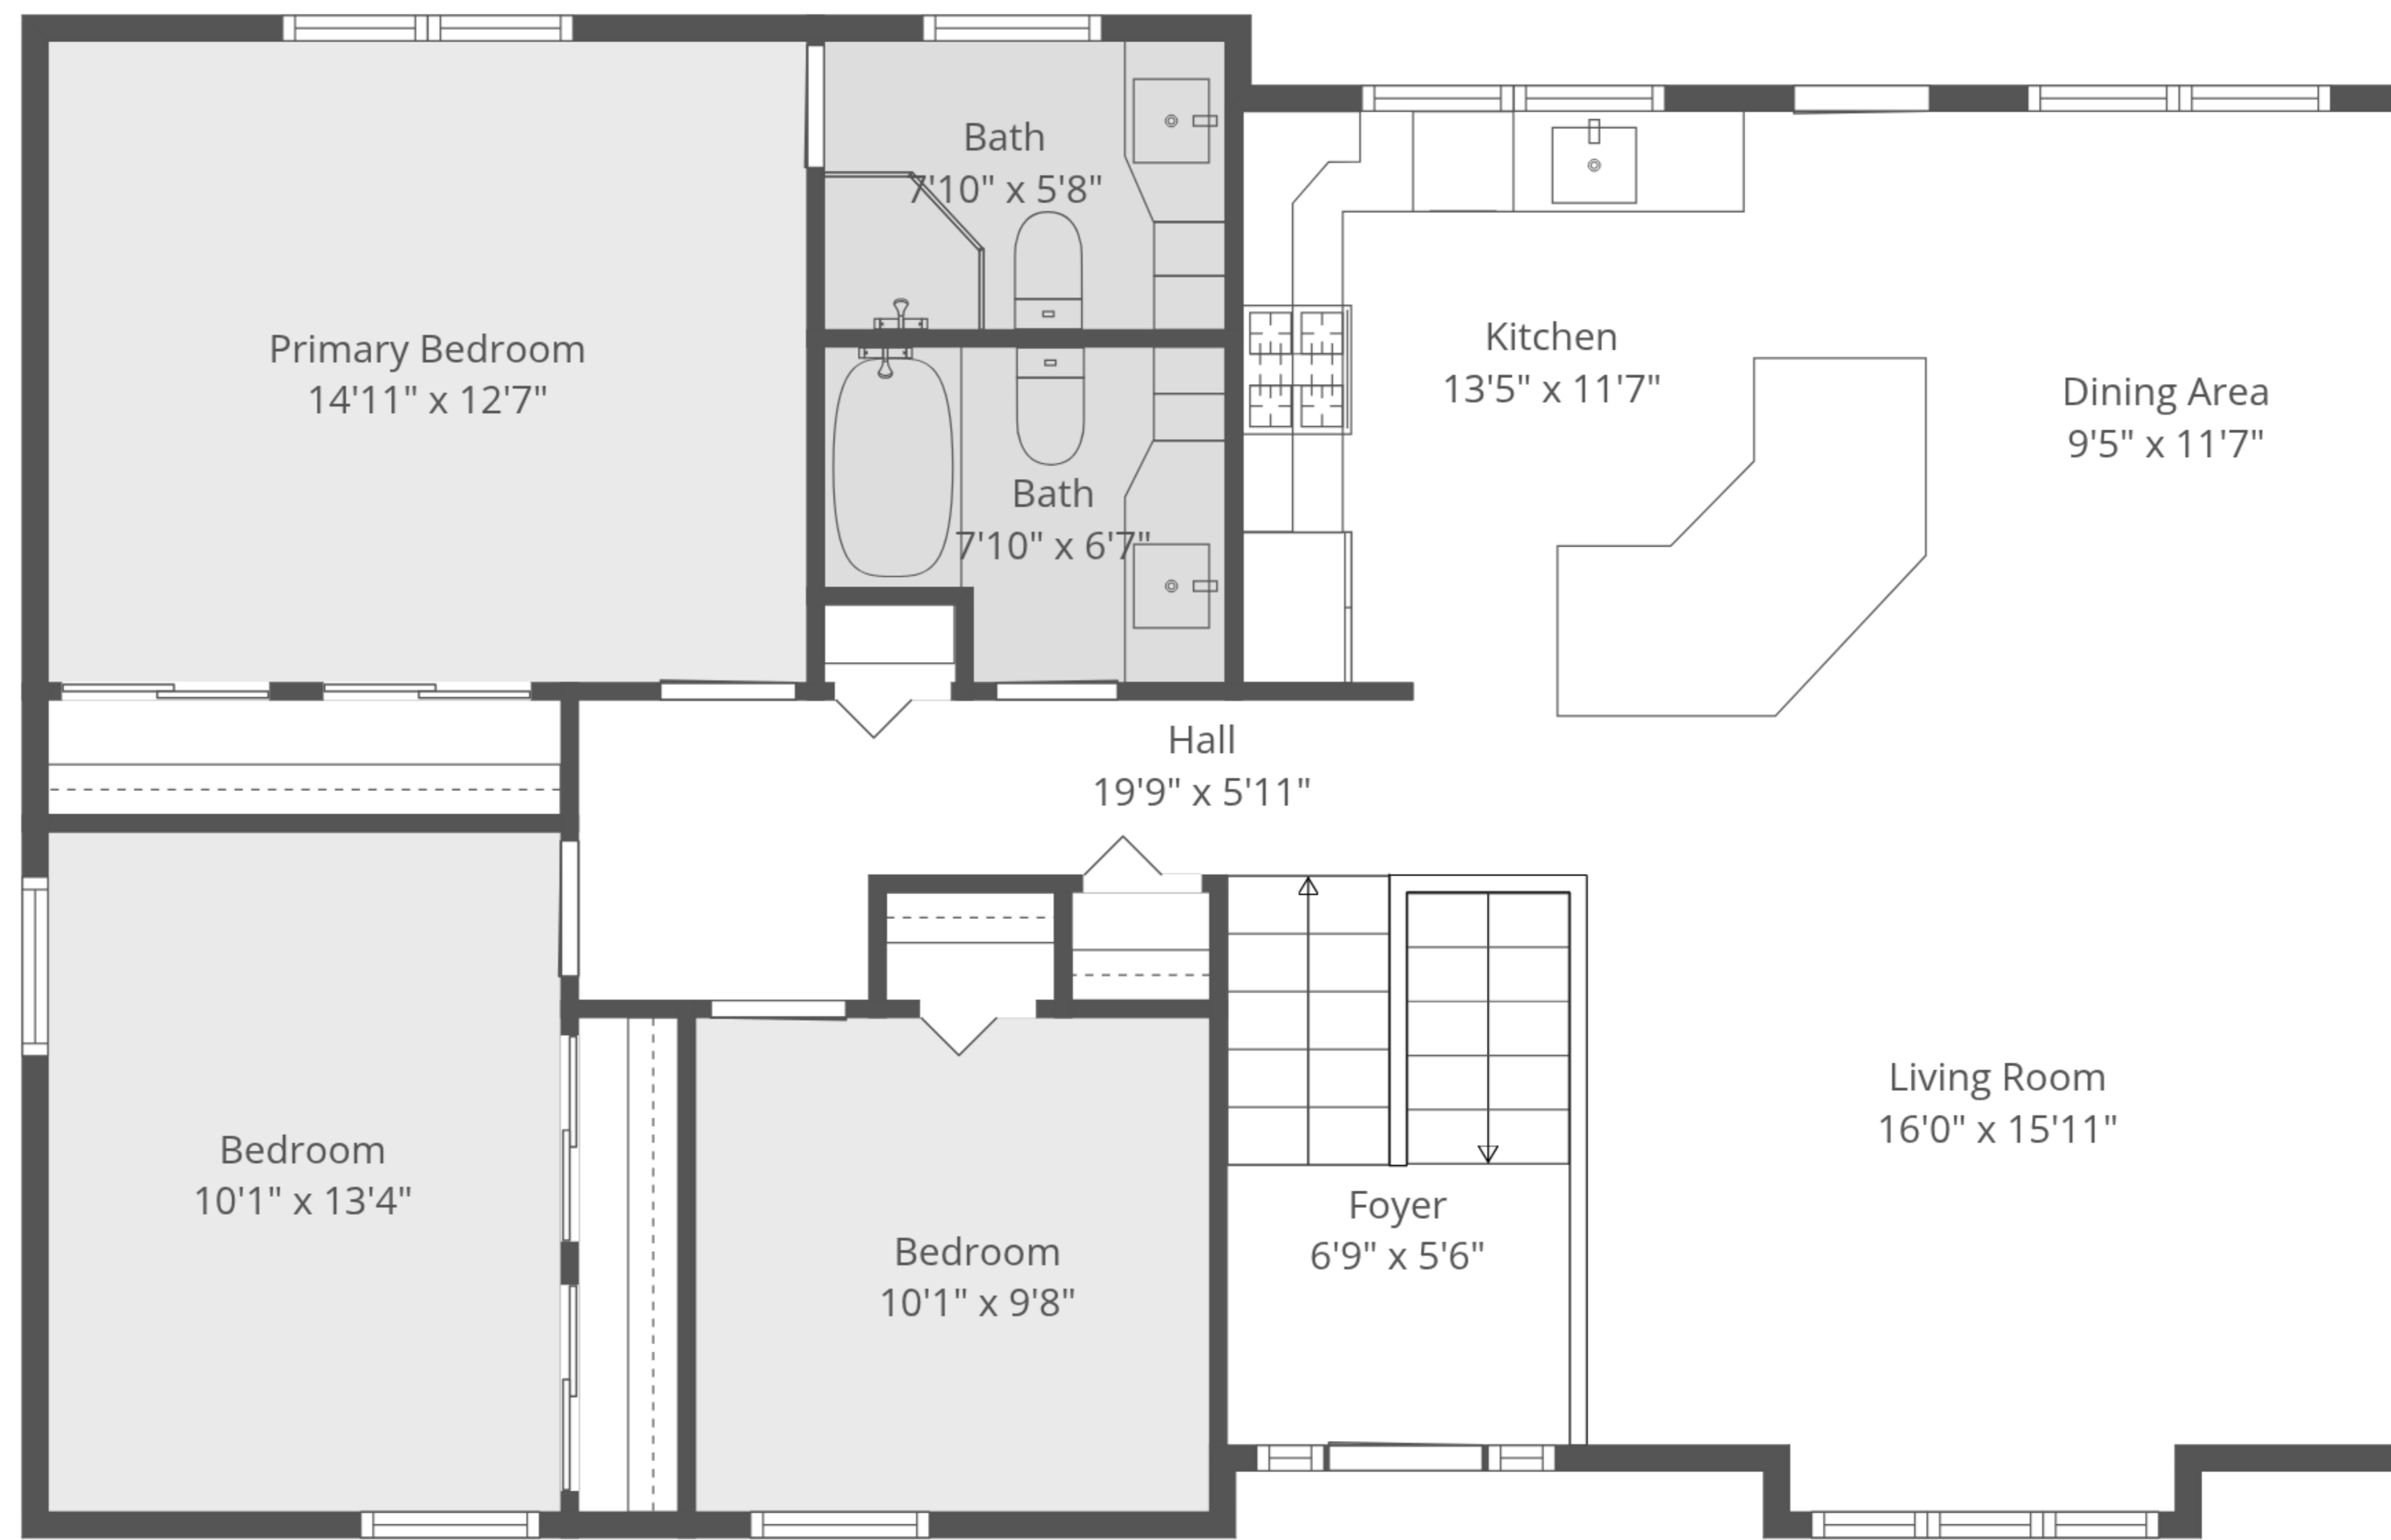 Bath
7'10" x 5'8"
Primary Bedroom
14'11" x 12'7"
Kitchen
13'5" x 11'7"
Dining Area
9'5" x 11'7"
Bath
7'10" x 6'7"
Hall
19'9" x 5'11"
Living Room
16'0" x 15'11"
Bedroom
10'1" x 13'4"
Foyer
6'9" x 5'6"
Bedroom
10'1" x 9'8"